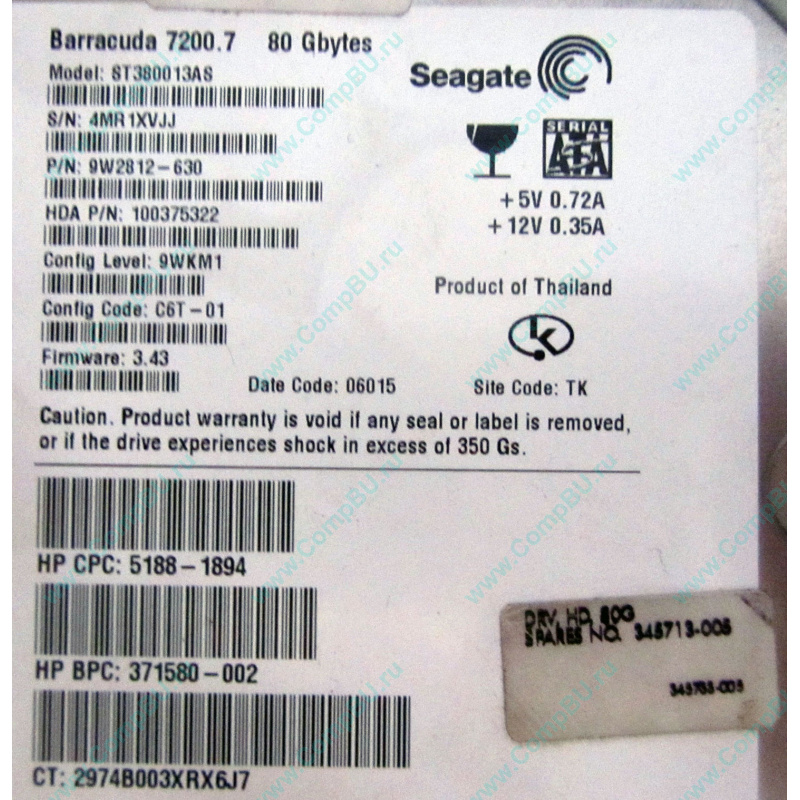 Barracuda 7200.7 80 Gbytes
Model: ST380013AS
Seagate
S/N: 4MR1XVJJ
SERIAL
ATA
P/N: 9W2812-630
+5V 0.72A
HDA P/N: 100375322
+12V 0.35A
Config Level: 9WKM1
Product of Thailand
Config Code: C6T-01
Firmware: 3.43
Date Code: 06015
Site Code: TK
Caution. Product warranty is void if any seal or label is removed,
or if the drive experiences shock in excess of 350 Gs.
HP CPC: 5188-1894
DRV, HD, 80G
SPARES NO. 345713-005
HP BPC: 371580-002
CT: 2974B003XRX6J7
www.CompBU.ru